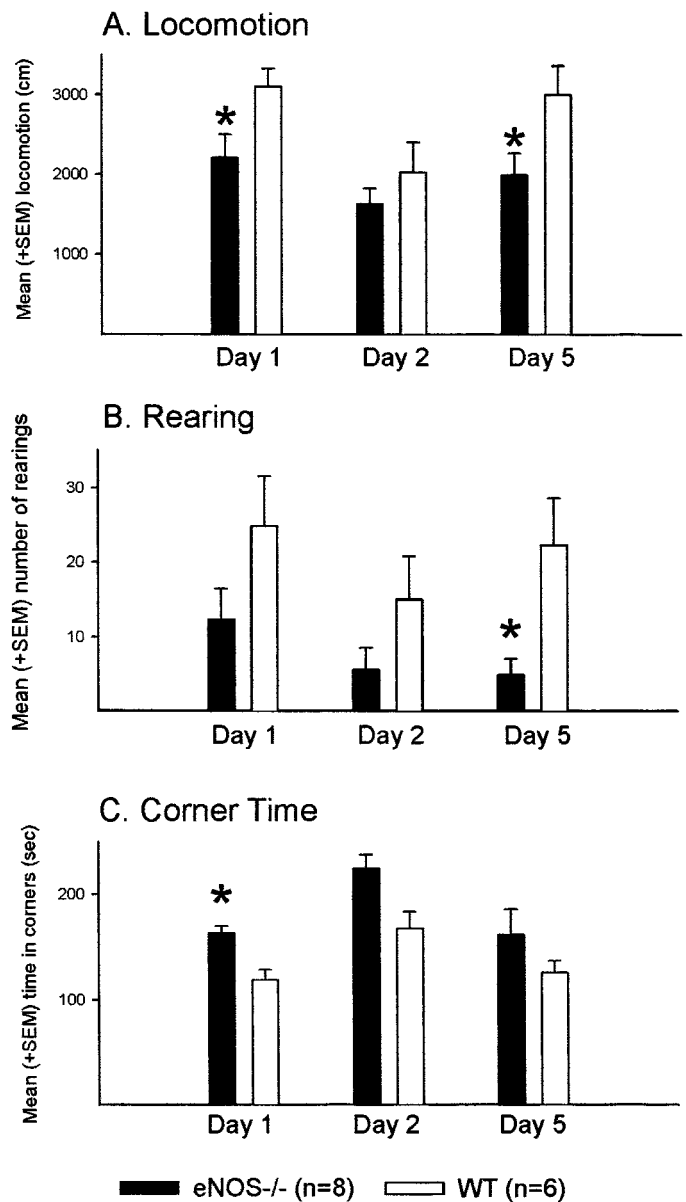 A. Locomotion
Mean (+SEM) locomotion (cm)
3000
2000
1000
*
*
Day 1
Day 2
Day 5
B. Rearing
Mean (+SEM) number of rearings
30
20
10
*
Day 1
Day 2
Day 5
C. Corner Time
Mean (+SEM) time in corners (sec)
200
100
*
Day 1
Day 2
Day 5
eNOS-/- (n=8)
WT (n=6)